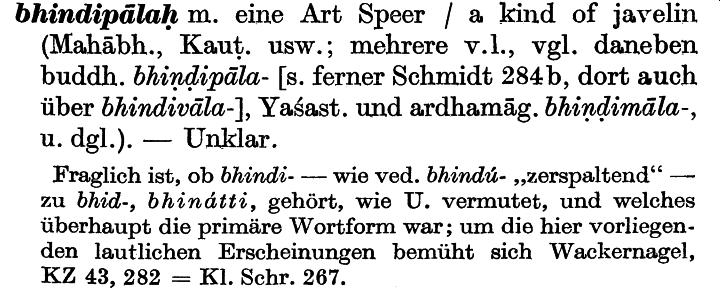 bhindipālaḥ m. eine Art Speer / a kind of javelin
(Mahābh., Kauṭ. usw.; mehrere v.l., vgl. daneben
buddh. bhiṇḍipāla- [s. ferner Schmidt 284b, dort auch
über bhindivāla-], Yaśast. und ardhamāg. bhiṇḍimāla-,
u. dgl.). — Unklar.
Fraglich ist, ob bhindi- — wie ved. bhindú- „zerspaltend“ —
zu bhid-, bhinátti, gehört, wie U. vermutet, und welches
überhaupt die primäre Wortform war; um die hier vorliegen-
den lautlichen Erscheinungen bemüht sich Wackernagel,
KZ 43, 282 = Kl. Schr. 267.